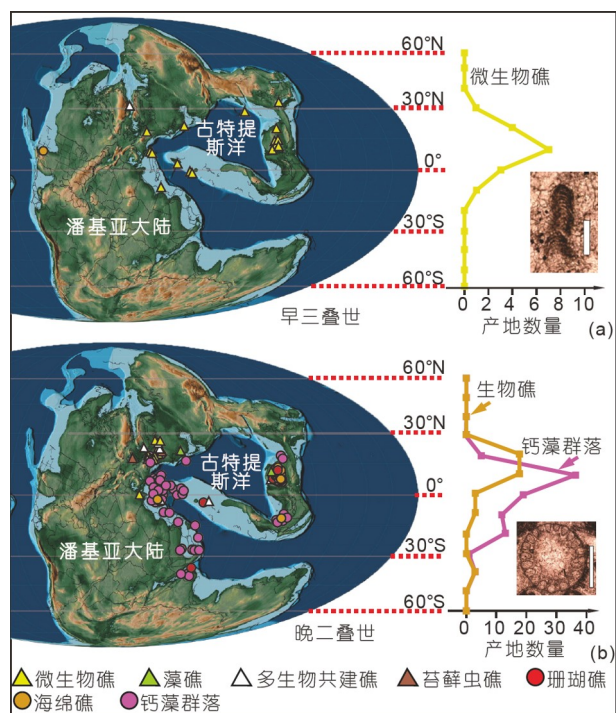 60°N
微生物礁
30°N
古特提
斯洋
0°
潘基亚大陆
30°S
60°S
0 2 4 6 8 10
早三叠世
产地数量
(a)
60°N
生物礁
30°N
钙藻群落
古特提
斯洋
0°
潘基亚大陆
30°S
60°S
0 10 20 30 40
晚二叠世
产地数量
(b)
微生物礁 藻礁 多生物共建礁 苔藓虫礁 珊瑚礁
海绵礁 钙藻群落